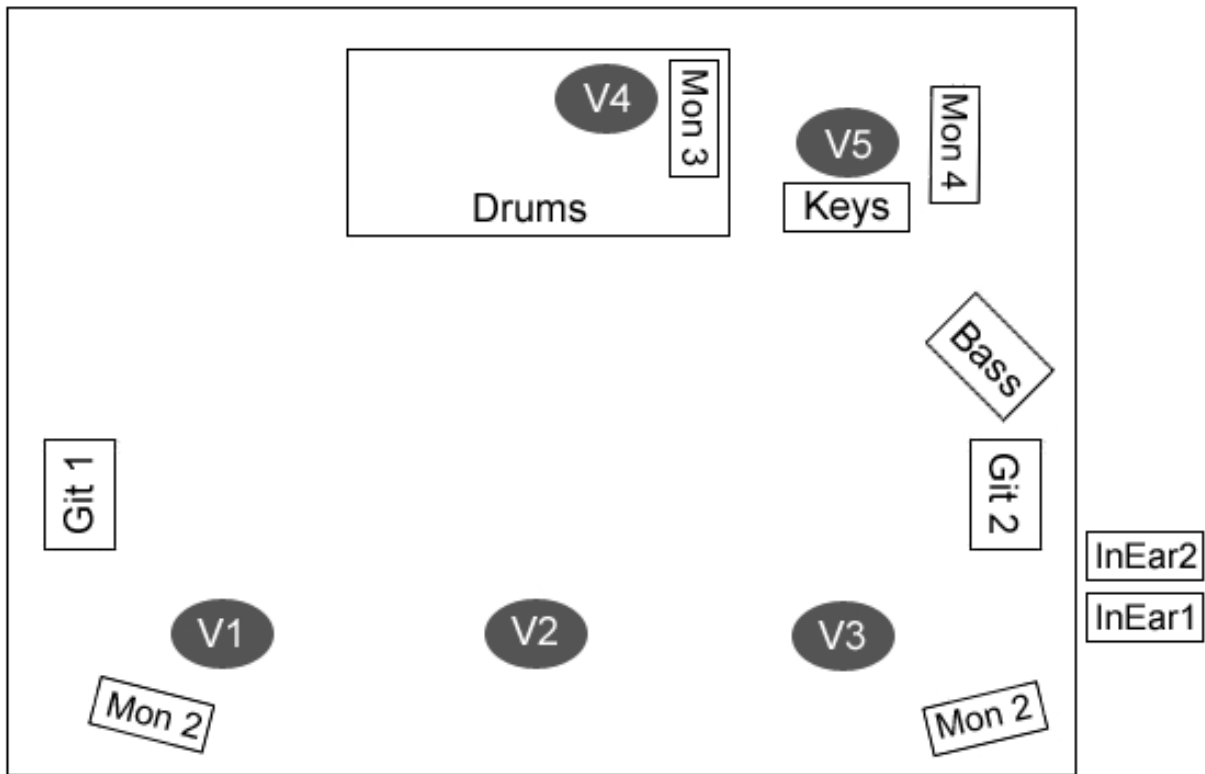 V4
Mon 3
Drums
V5
Mon 4
Keys
Bass
Git 1
Git 2
InEar2
InEar1
V1
V2
V3
Mon 2
Mon 2